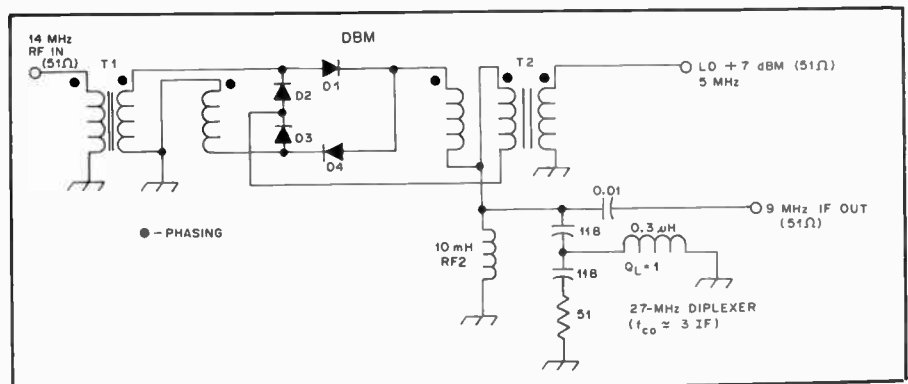 DBM
14 MHz
RF IN
(51Ω)
T1
T2
LO + 7 dBM (51Ω)
5 MHz
D1
D2
D3
D4
0.01
9 MHz IF OUT
(51Ω)
● - PHASING
10 mH
RF2
118
0.3 µH
QL = 1
118
51
27-MHz DIPLEXER
(fco ≃ 3 IF)